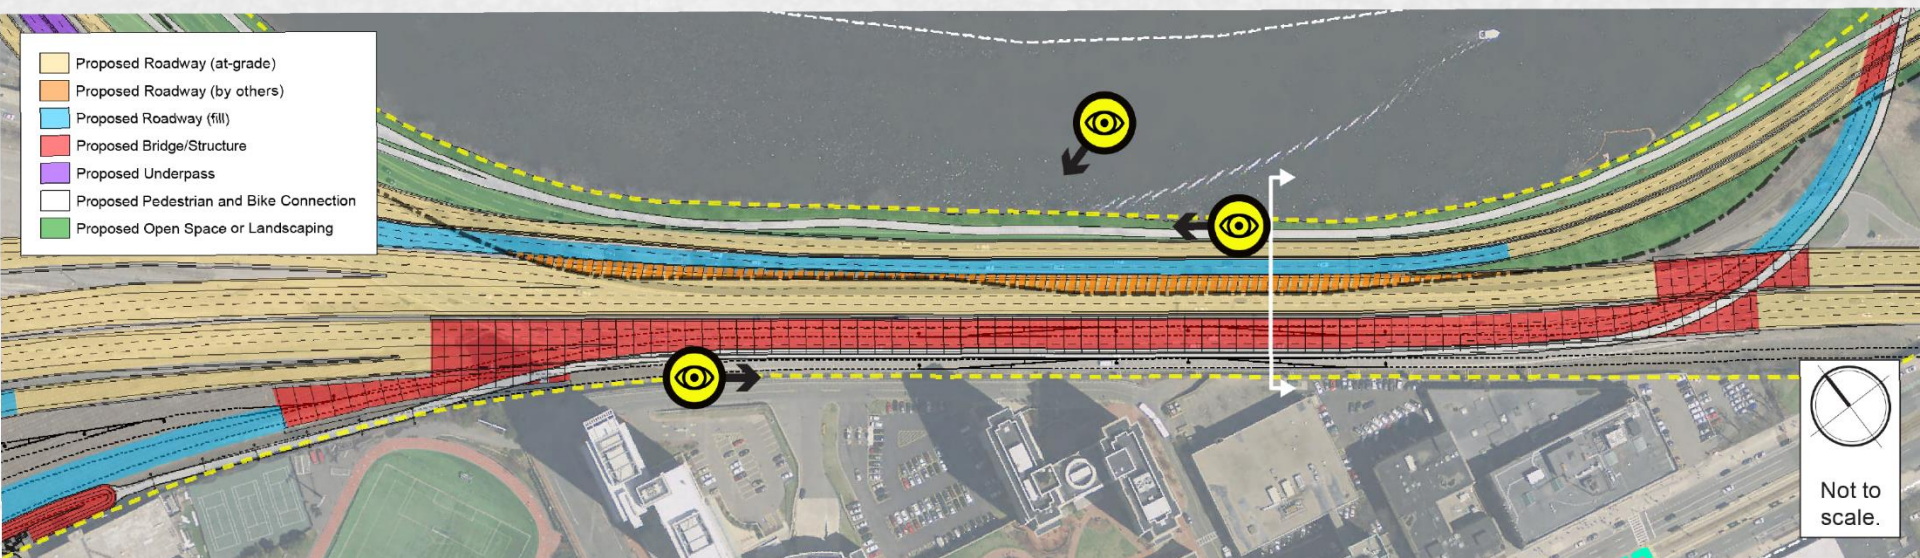 Proposed Roadway (at-grade)
Proposed Roadway (by others)
Proposed Roadway (fill)
Proposed Bridge/Structure
Proposed Underpass
Proposed Pedestrian and Bike Connection
Proposed Open Space or Landscaping
Not to
scale.